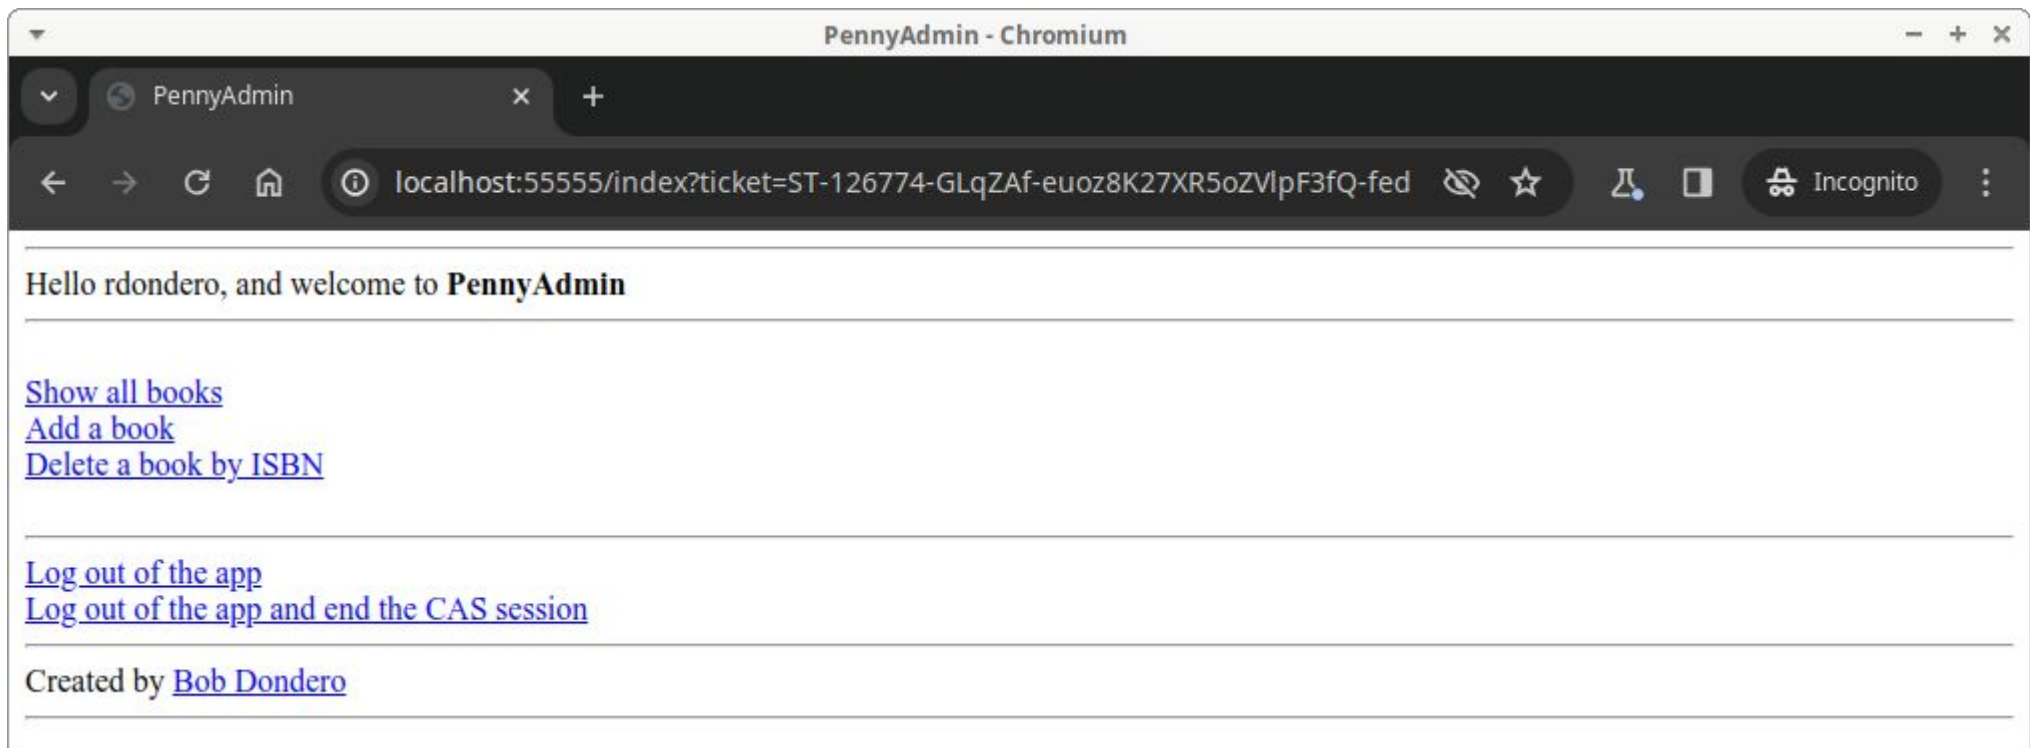 PennyAdmin - Chromium
PennyAdmin
localhost:55555/index?ticket=ST-126774-GLqZAf-euoz8K27XR5oZVlpF3fQ-fed
Incognito
Hello rdondero, and welcome to PennyAdmin
Show all books
Add a book
Delete a book by ISBN
Log out of the app
Log out of the app and end the CAS session
Created by Bob Dondero